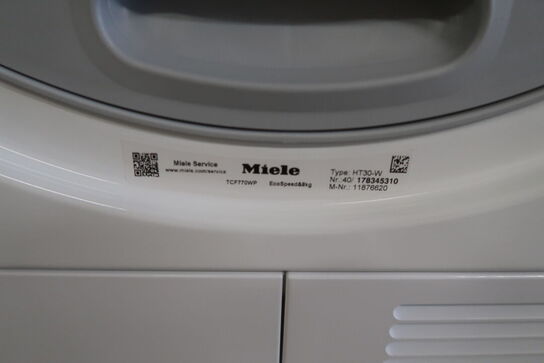 Miele Service
www.miele.com/service
Miele
TCF770WP EcoSpeed&8kg
Type: HT30-W
Nr. 40/ 178345310
M-Nr.: 11876620